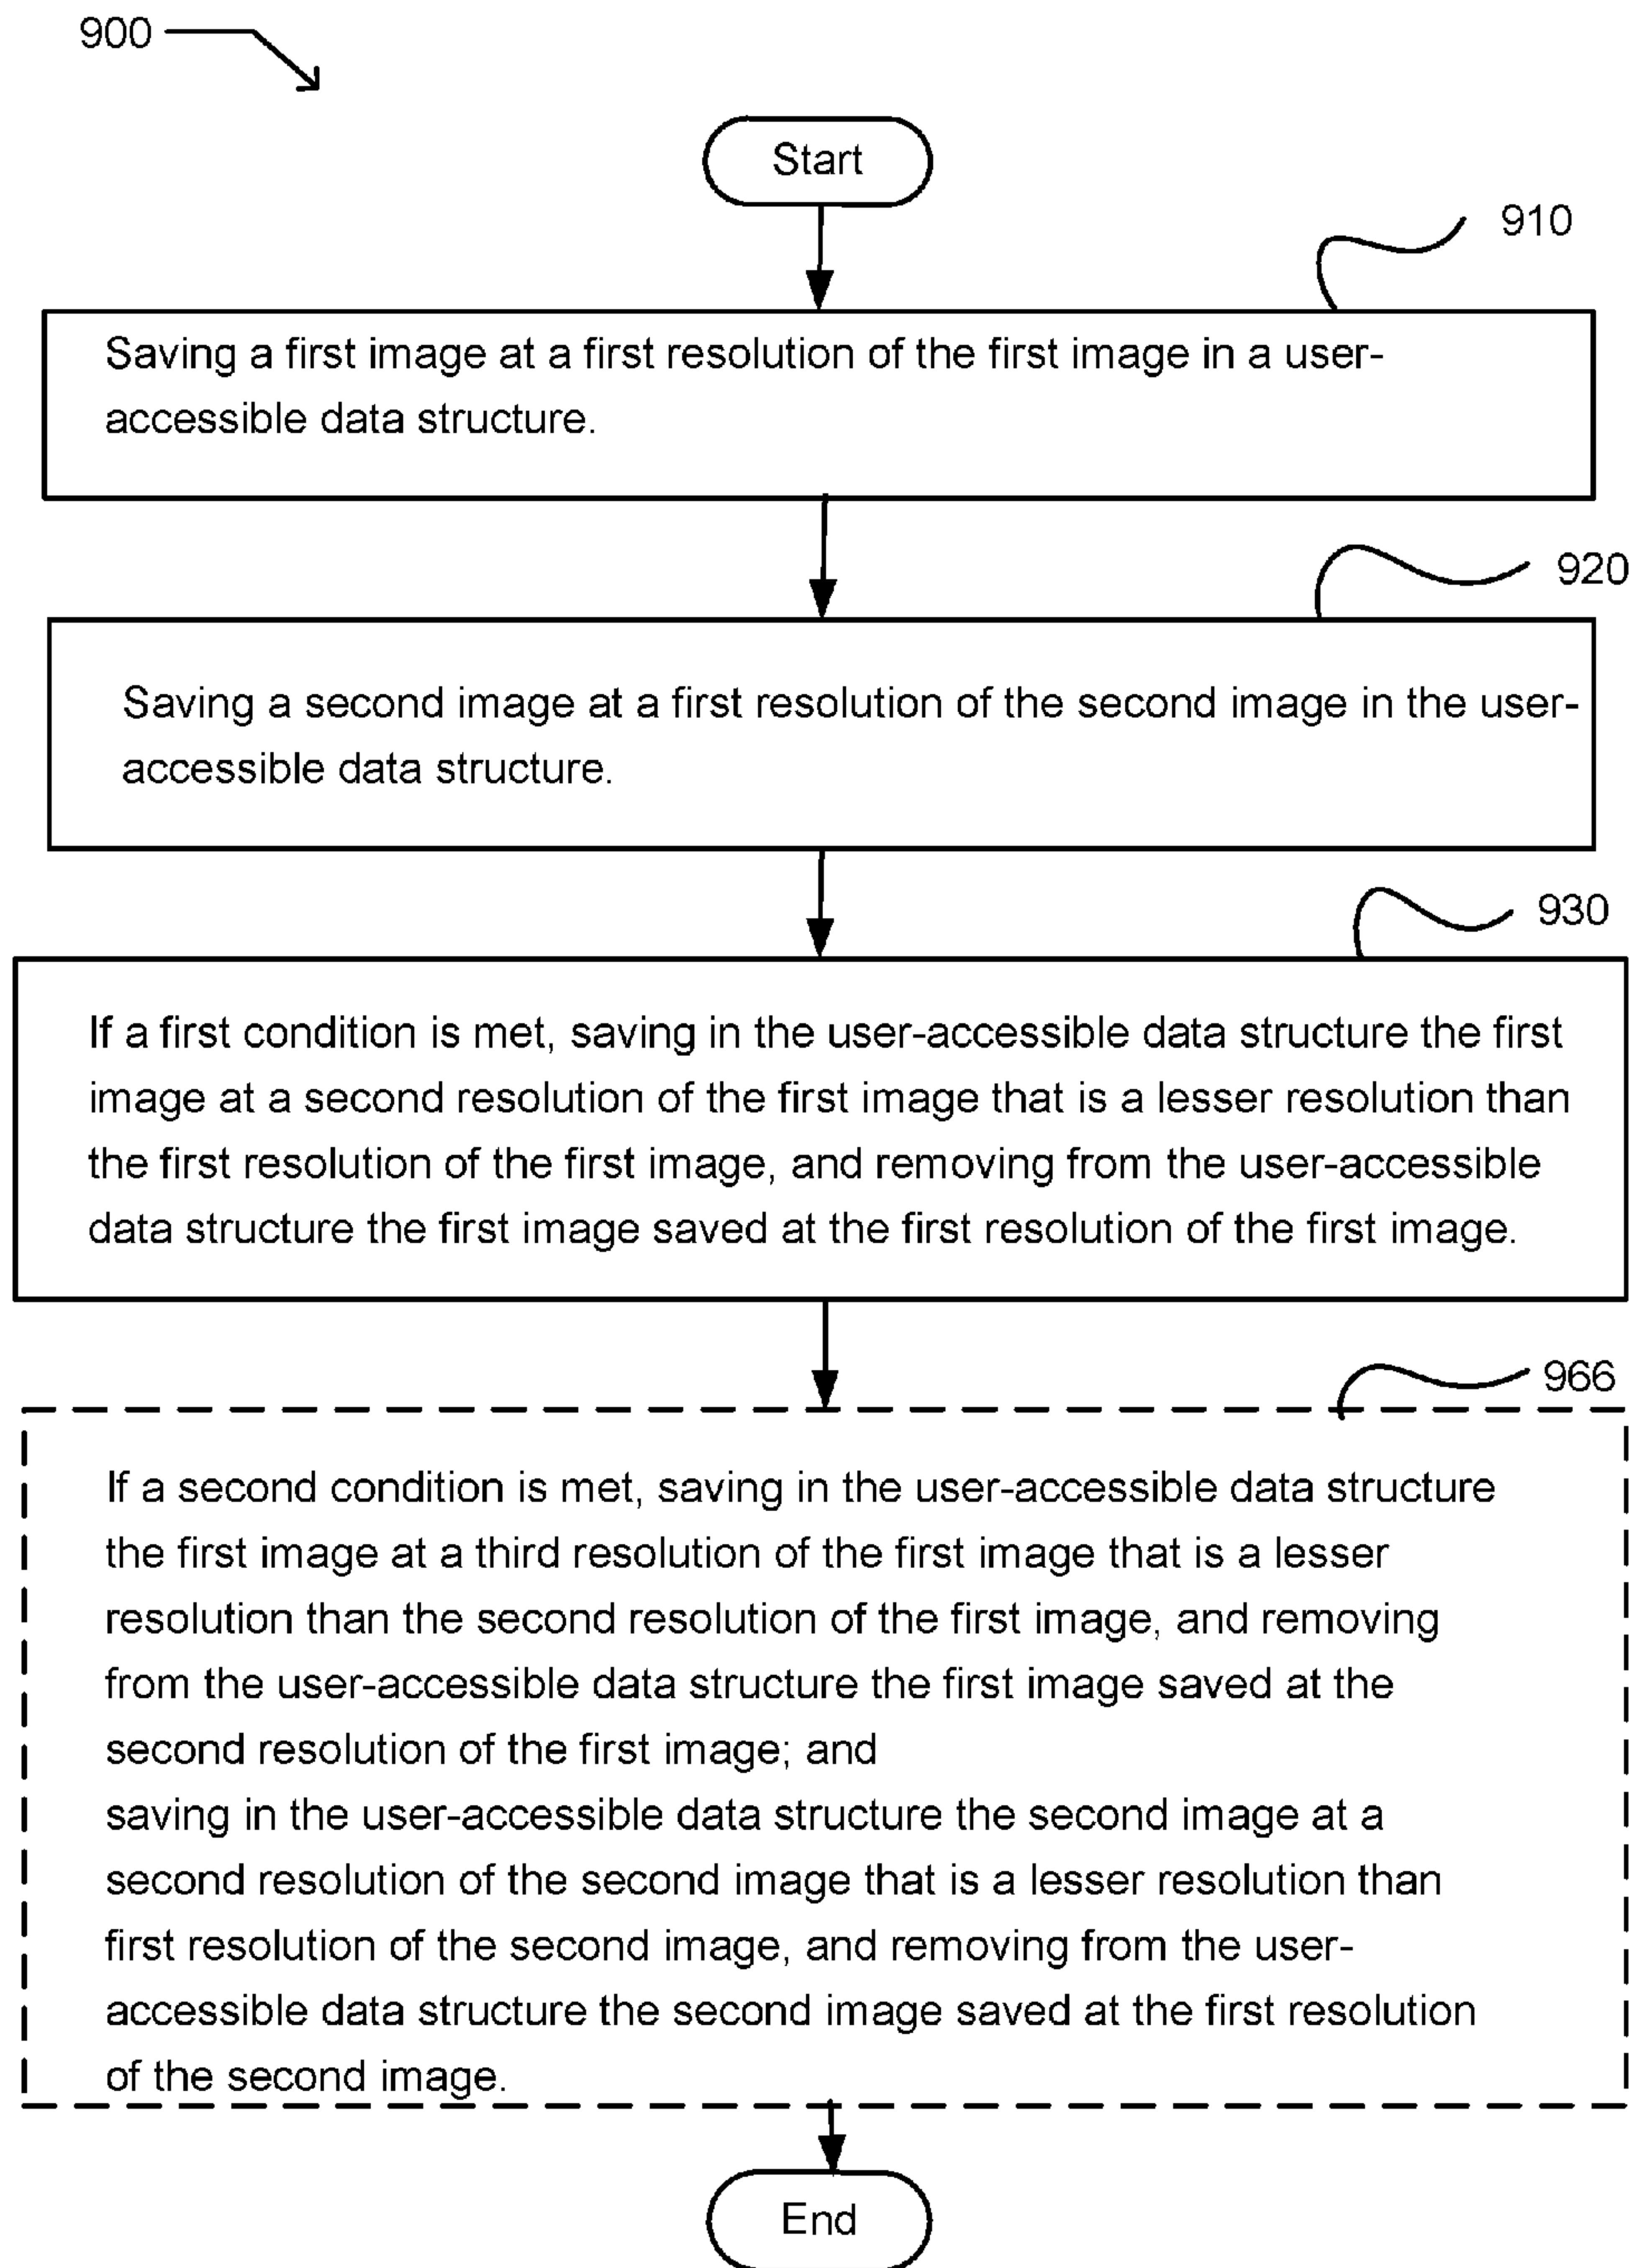 900
Start
910
Saving a first image at a first resolution of the first image in a user-
accessible data structure.
920
Saving a second image at a first resolution of the second image in the user-
accessible data structure.
930
If a first condition is met, saving in the user-accessible data structure the first
image at a second resolution of the first image that is a lesser resolution than
the first resolution of the first image, and removing from the user-accessible
data structure the first image saved at the first resolution of the first image.
966
If a second condition is met, saving in the user-accessible data structure
the first image at a third resolution of the first image that is a lesser
resolution than the second resolution of the first image, and removing
from the user-accessible data structure the first image saved at the
second resolution of the first image; and
saving in the user-accessible data structure the second image at a
second resolution of the second image that is a lesser resolution than
first resolution of the second image, and removing from the user-
accessible data structure the second image saved at the first resolution
of the second image.
End